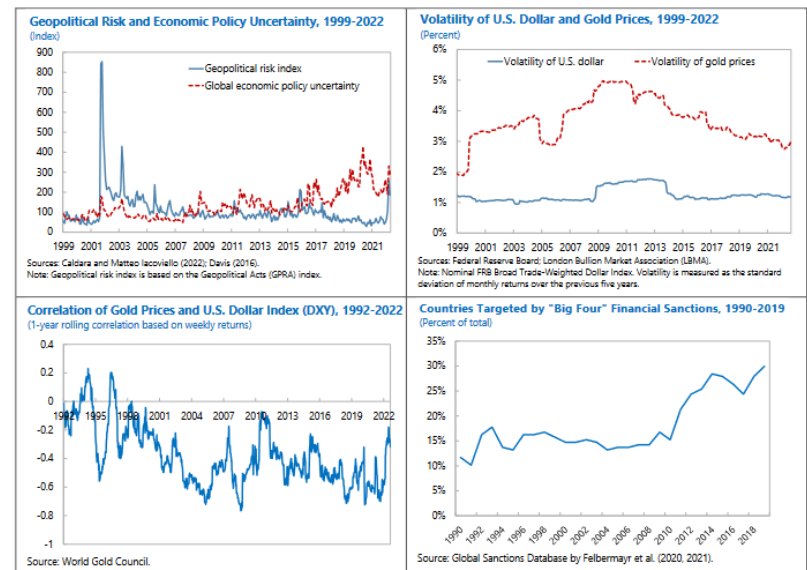 Geopolitical Risk and Economic Policy Uncertainty, 1999-2022
(Index)
900
800
700
600
500
400
300
200
100
0
Geopolitical risk index
Global economic policy uncertainty
1999 2001 2003 2005 2007 2009 2011 2013 2015 2017 2019 2021
Sources: Caldara and Matteo Iacoviello (2022); Davis (2016).
Note: Geopolitical risk index is based on the Geopolitical Acts (GPRA) index.
Volatility of U.S. Dollar and Gold Prices, 1999-2022
(Percent)
6%
5%
4%
3%
2%
1%
0%
Volatility of U.S. dollar
Volatility of gold prices
1999 2001 2003 2005 2007 2009 2011 2013 2015 2017 2019 2021
Sources: Federal Reserve Board; London Bullion Market Association (LBMA).
Note: Nominal FRB Broad Trade-Weighted Dollar Index. Volatility is measured as the standard
deviation of monthly returns over the previous five years.
Correlation of Gold Prices and U.S. Dollar Index (DXY), 1992-2022
(1-year rolling correlation based on weekly returns)
0.4
0.2
0
-0.2
-0.4
-0.6
-0.8
-1
1992 1995 1998 2001 2004 2007 2010 2013 2016 2019 2022
Source: World Gold Council.
Countries Targeted by "Big Four" Financial Sanctions, 1990-2019
(Percent of total)
35%
30%
25%
20%
15%
10%
5%
0%
1990 1992 1994 1996 1998 2000 2002 2004 2006 2008 2010 2012 2014 2016 2018
Source: Global Sanctions Database by Felbermayr et al. (2020, 2021).